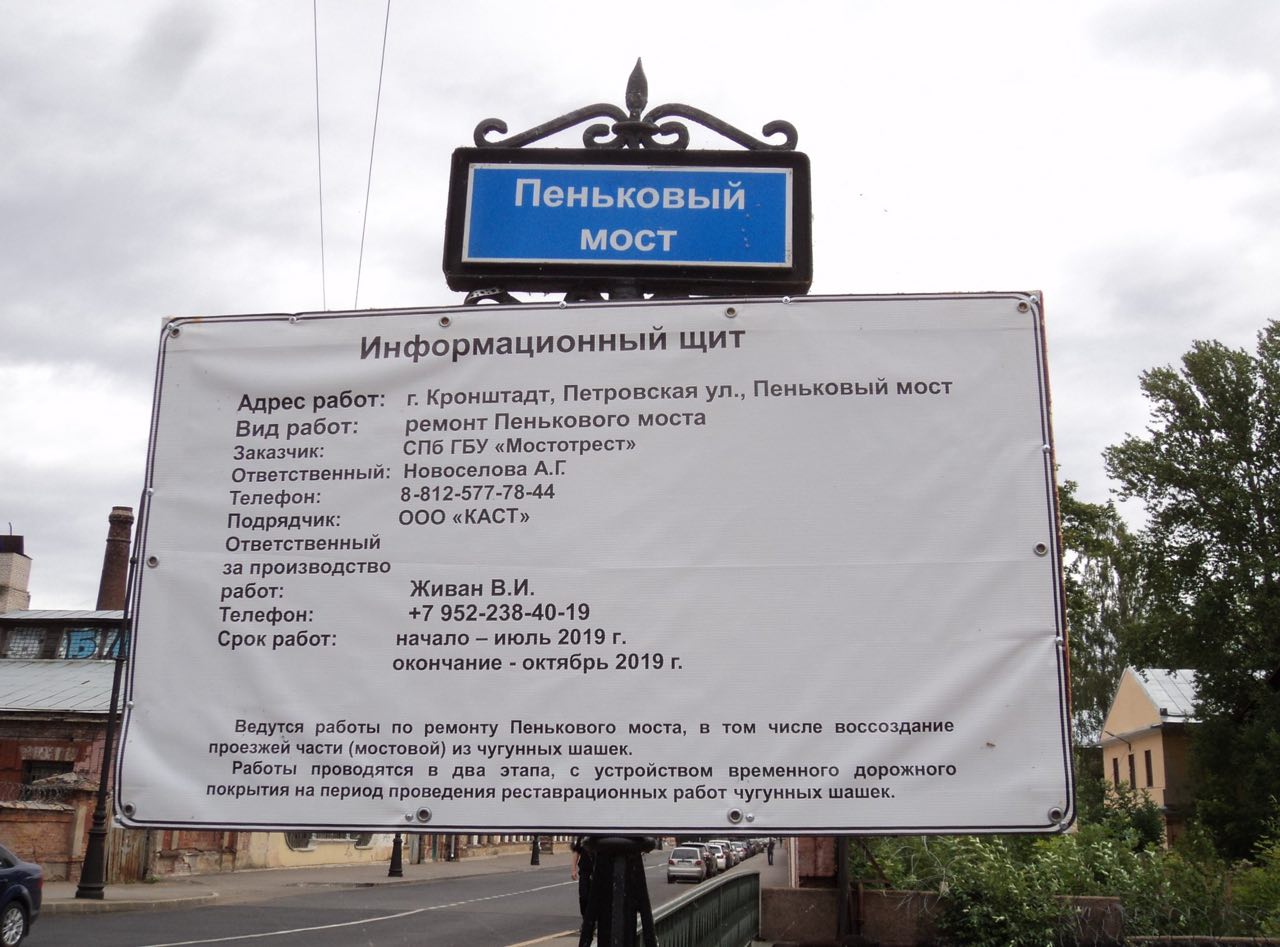 Пеньковый
мост
Информационный щит
Адрес работ: г. Кронштадт, Петровская ул., Пеньковый мост
Вид работ: ремонт Пенькового моста
Заказчик: СПб ГБУ «Мостотрест»
Ответственный: Новоселова А.Г.
Телефон: 8-812-577-78-44
Подрядчик: ООО «КАСТ»
Ответственный
за производство
работ: Живан В.И.
Телефон: +7 952-238-40-19
Срок работ: начало – июль 2019 г.
окончание - октябрь 2019 г.
Ведутся работы по ремонту Пенькового моста, в том числе воссоздание
проезжей части (мостовой) из чугунных шашек.
Работы проводятся в два этапа, с устройством временного дорожного
покрытия на период проведения реставрационных работ чугунных шашек.